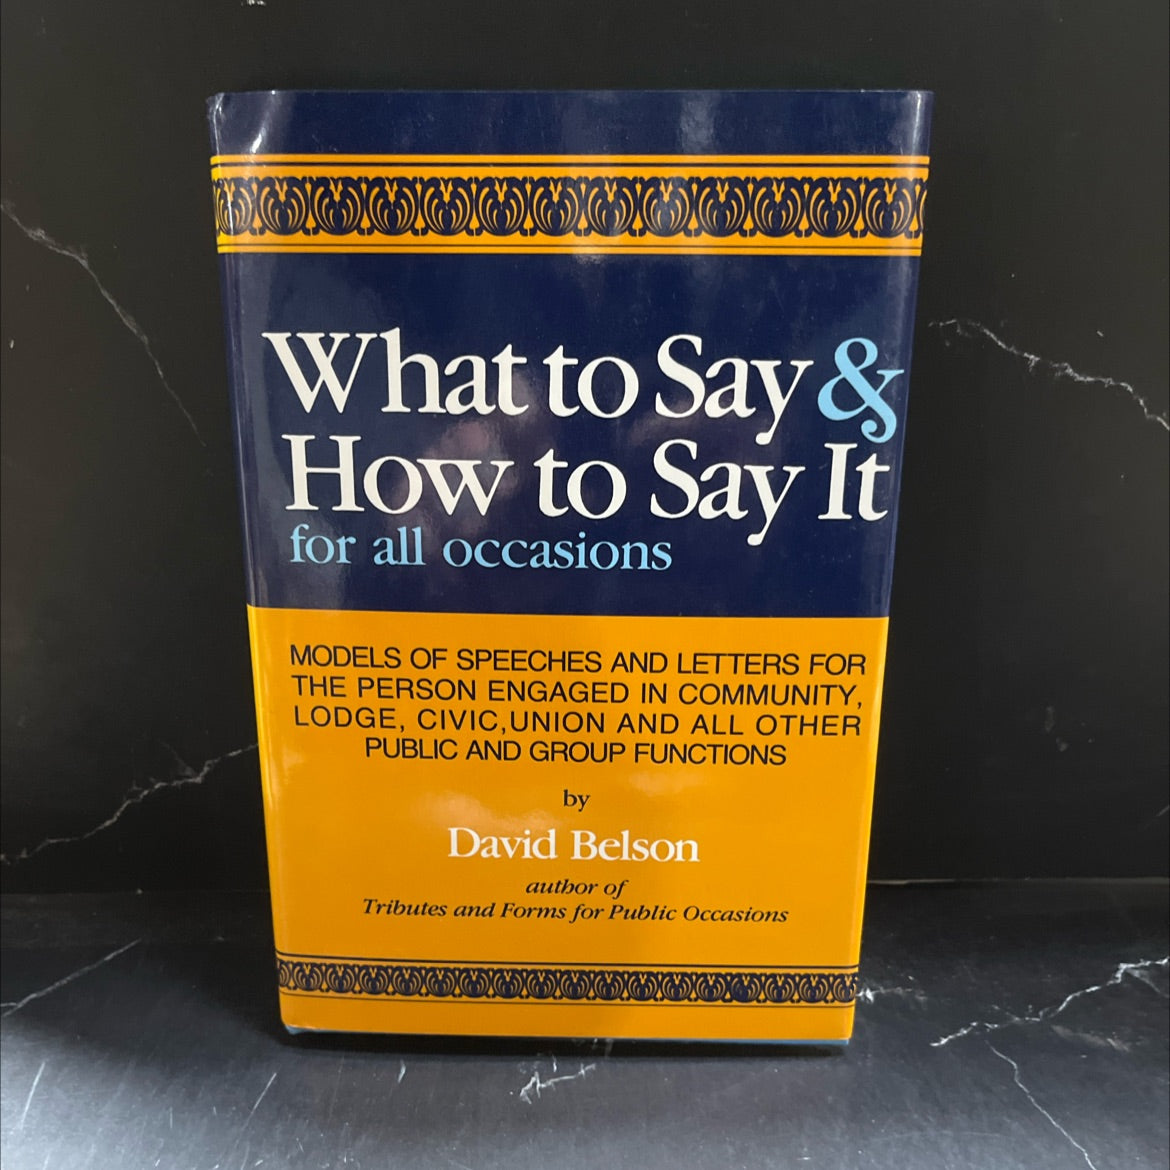 What to Say &
How to Say It
for all occasions
MODELS OF SPEECHES AND LETTERS FOR
THE PERSON ENGAGED IN COMMUNITY,
LODGE, CIVIC,UNION AND ALL OTHER
PUBLIC AND GROUP FUNCTIONS
by
David Belson
author of
Tributes and Forms for Public Occasions